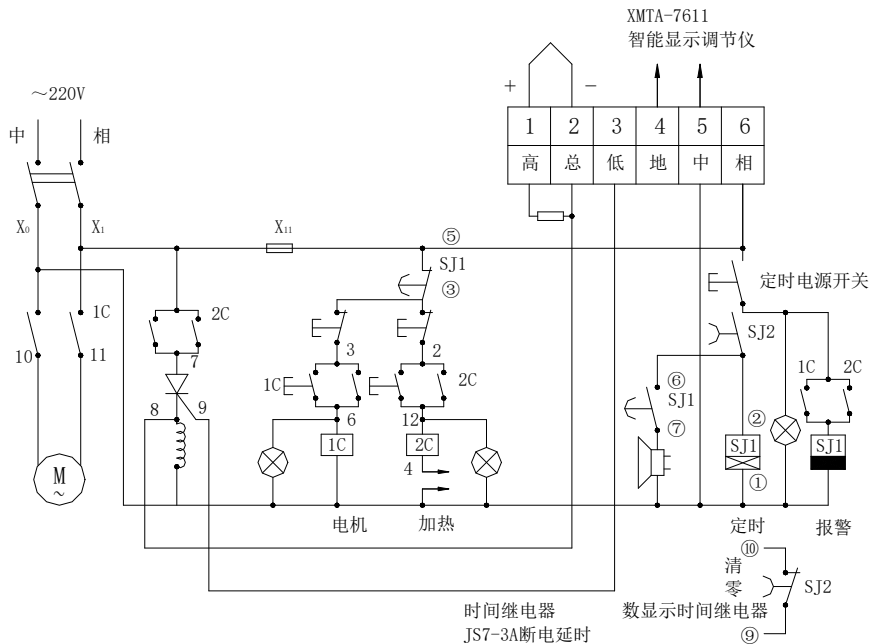 XMTA-7611
智能显示调节仪
～220V
中 相
+ −
1 2 3 4 5 6
高 总 低 地 中 相
X₀ X₁ X₁₁ ⑤
SJ1
③
定时电源开关
1C 2C
SJ2
10 11 7
3 2
1C 2C
1C 2C
⑥
SJ1
8 9
6 12
⑦
②
1C 2C
SJ1 SJ1
4
M
~
①
电机 加热 定时 报警
⑩
清
零
SJ2
时间继电器 数显示时间继电器
JS7-3A断电延时 ⑨